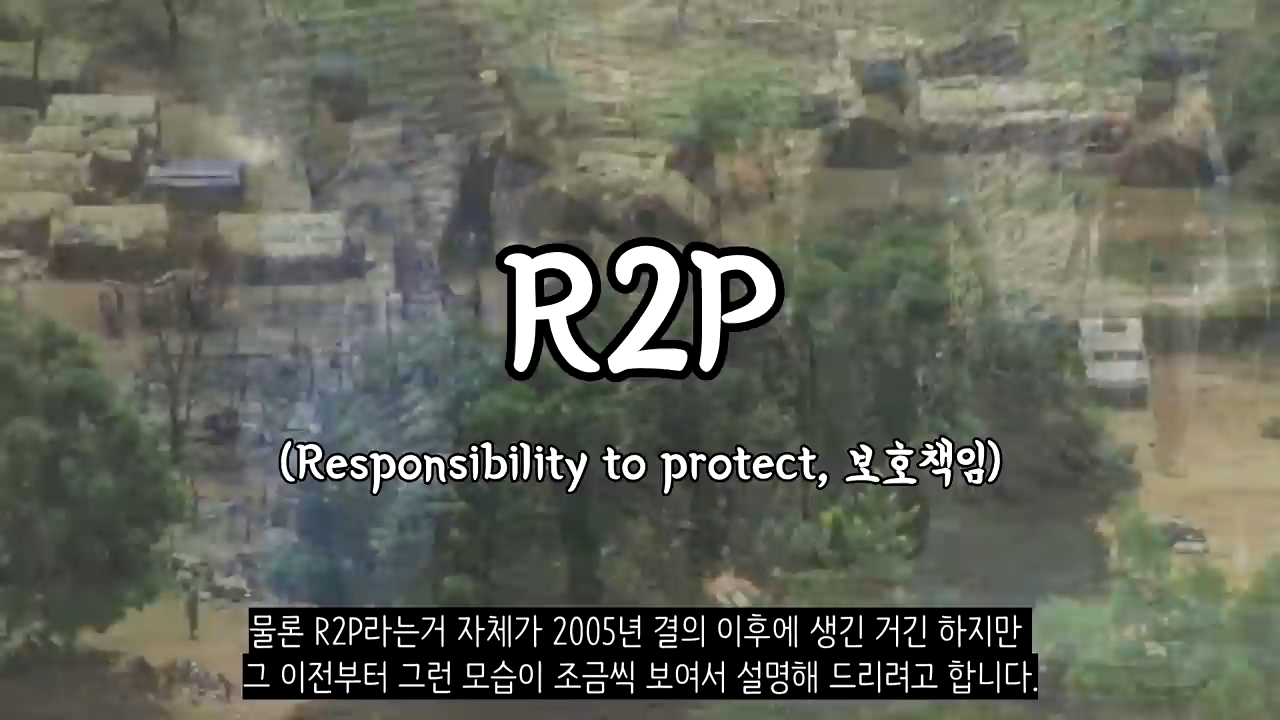 R2P
(Responsibility to protect, 보호책임)
물론 R2P라는거 자체가 2005년 결의 이후에 생긴 거긴 하지만
그 이전부터 그런 모습이 조금씩 보여서 설명해 드리려고 합니다.